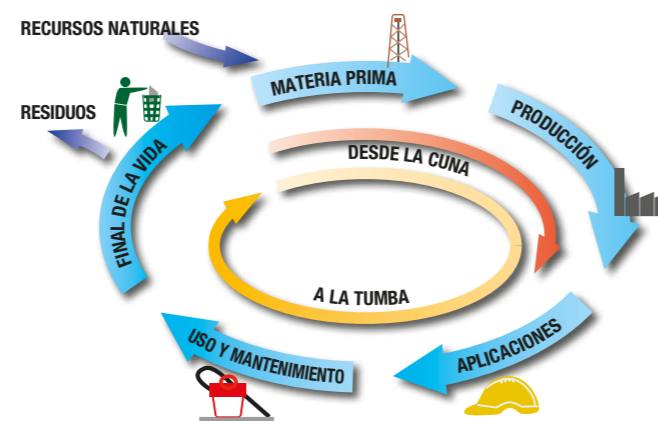 RECURSOS NATURALES
MATERIA PRIMA
PRODUCCIÓN
APLICACIONES
USO Y MANTENIMIENTO
FINAL DE LA VIDA
RESIDUOS
DESDE LA CUNA
A LA TUMBA